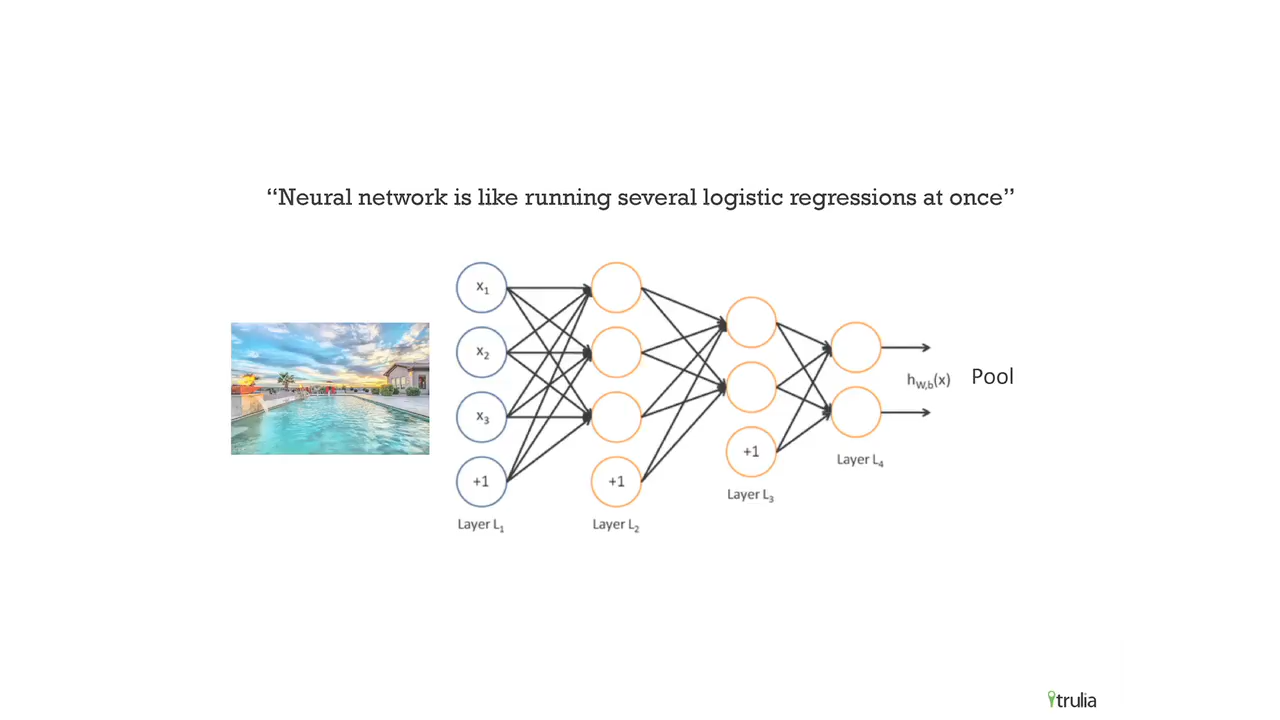 “Neural network is like running several logistic regressions at once”
x₁
x₂
x₃
+1
Layer L₁
+1
Layer L₂
+1
Layer L₃
Layer L₄
h_W,b(x)
Pool
trulia